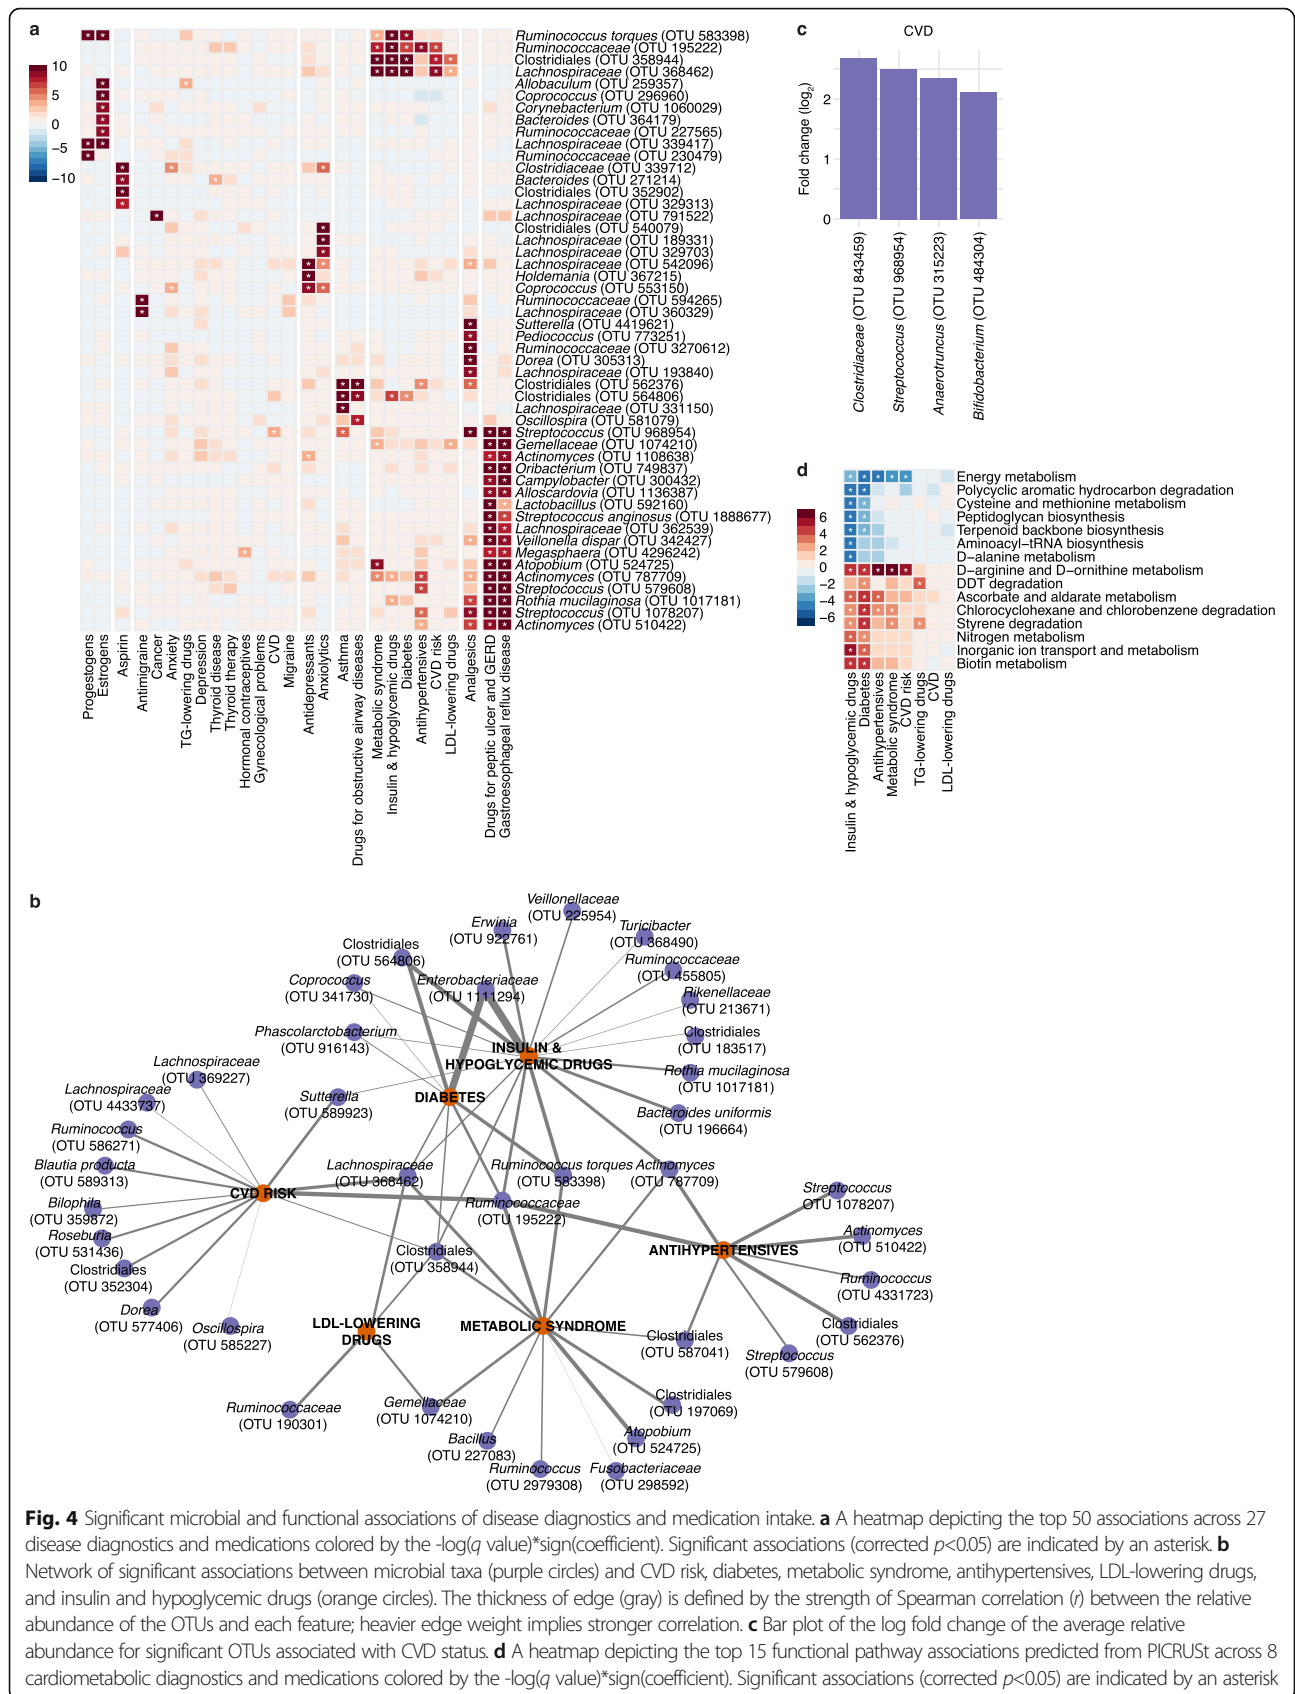 a
10
5
0
−5
−10
Ruminococcus torques (OTU 583398)
Ruminococcaceae (OTU 195222)
Clostridiales (OTU 358944)
Lachnospiraceae (OTU 368462)
Allobaculum (OTU 259357)
Coprococcus (OTU 296960)
Corynebacterium (OTU 1060029)
Bacteroides (OTU 364179)
Ruminococcaceae (OTU 227565)
Lachnospiraceae (OTU 339417)
Ruminococcaceae (OTU 230479)
Clostridiaceae (OTU 339712)
Bacteroides (OTU 271214)
Clostridiales (OTU 352902)
Lachnospiraceae (OTU 329313)
Lachnospiraceae (OTU 791522)
Clostridiales (OTU 540079)
Lachnospiraceae (OTU 189331)
Lachnospiraceae (OTU 329703)
Lachnospiraceae (OTU 542096)
Holdemania (OTU 367215)
Coprococcus (OTU 553150)
Ruminococcaceae (OTU 594265)
Lachnospiraceae (OTU 360329)
Sutterella (OTU 4419621)
Pediococcus (OTU 773251)
Ruminococcaceae (OTU 3270612)
Dorea (OTU 305313)
Lachnospiraceae (OTU 193840)
Clostridiales (OTU 562376)
Clostridiales (OTU 564806)
Lachnospiraceae (OTU 331150)
Oscillospira (OTU 581079)
Streptococcus (OTU 968954)
Gemellaceae (OTU 1074210)
Actinomyces (OTU 1108638)
Oribacterium (OTU 749837)
Campylobacter (OTU 300432)
Alloscardovia (OTU 1136387)
Lactobacillus (OTU 592160)
Streptococcus anginosus (OTU 1888677)
Lachnospiraceae (OTU 362539)
Veillonella dispar (OTU 342427)
Megasphaera (OTU 4296242)
Atopobium (OTU 524725)
Actinomyces (OTU 787709)
Streptococcus (OTU 579608)
Rothia mucilaginosa (OTU 1017181)
Streptococcus (OTU 1078207)
Actinomyces (OTU 510422)
Progestogens
Estrogens
Aspirin
Antimigraine
Cancer
Anxiety
TG-lowering drugs
Depression
Thyroid disease
Thyroid therapy
Hormonal contraceptives
Gynecological problems
CVD
Migraine
Antidepressants
Anxiolytics
Asthma
Drugs for obstructive airway diseases
Metabolic syndrome
Insulin & hypoglycemic drugs
Diabetes
Antihypertensives
CVD risk
LDL-lowering drugs
Analgesics
Drugs for peptic ulcer and GERD
Gastroesophageal reflux disease
c
CVD
Fold change (log2)
2
1
0
Clostridiaceae (OTU 843459)
Streptococcus (OTU 968954)
Anaerotruncus (OTU 315223)
Bifidobacterium (OTU 484304)
d
6
4
2
0
−2
−4
−6
Energy metabolism
Polycyclic aromatic hydrocarbon degradation
Cysteine and methionine metabolism
Peptidoglycan biosynthesis
Terpenoid backbone biosynthesis
Aminoacyl−tRNA biosynthesis
D−alanine metabolism
D−arginine and D−ornithine metabolism
DDT degradation
Ascorbate and aldarate metabolism
Chlorocyclohexane and chlorobenzene degradation
Styrene degradation
Nitrogen metabolism
Inorganic ion transport and metabolism
Biotin metabolism
Insulin & hypoglycemic drugs
Diabetes
Antihypertensives
Metabolic syndrome
CVD risk
TG-lowering drugs
CVD
LDL-lowering drugs
b
Veillonellaceae
(OTU 225954)
Erwinia
(OTU 922761)
Turicibacter
(OTU 368490)
Clostridiales
(OTU 564806)
Ruminococcaceae
(OTU 455805)
Coprococcus
(OTU 341730)
Enterobacteriaceae
(OTU 1111294)
Rikenellaceae
(OTU 213671)
Phascolarctobacterium
(OTU 916143)
Clostridiales
(OTU 183517)
INSULIN &
HYPOGLYCEMIC DRUGS
Lachnospiraceae
(OTU 369227)
Rothia mucilaginosa
(OTU 1017181)
Lachnospiraceae
(OTU 4433737)
Sutterella
(OTU 589923)
DIABETES
Bacteroides uniformis
(OTU 196664)
Ruminococcus
(OTU 586271)
Blautia producta
(OTU 589313)
Lachnospiraceae
(OTU 368462)
Ruminococcus torques
(OTU 583398)
Actinomyces
(OTU 787709)
CVD RISK
Bilophila
(OTU 359872)
Ruminococcaceae
(OTU 195222)
Streptococcus
(OTU 1078207)
Roseburia
(OTU 531436)
Actinomyces
(OTU 510422)
Clostridiales
(OTU 358944)
ANTIHYPERTENSIVES
Clostridiales
(OTU 352304)
Ruminococcus
(OTU 4331723)
Dorea
(OTU 577406)
Oscillospira
(OTU 585227)
LDL-LOWERING
DRUGS
METABOLIC SYNDROME
Clostridiales
(OTU 562376)
Clostridiales
(OTU 587041)
Streptococcus
(OTU 579608)
Ruminococcaceae
(OTU 190301)
Gemellaceae
(OTU 1074210)
Clostridiales
(OTU 197069)
Bacillus
(OTU 227083)
Atopobium
(OTU 524725)
Ruminococcus
(OTU 2979308)
Fusobacteriaceae
(OTU 298592)
Fig. 4 Significant microbial and functional associations of disease diagnostics and medication intake. a A heatmap depicting the top 50 associations across 27
disease diagnostics and medications colored by the -log(q value)*sign(coefficient). Significant associations (corrected p<0.05) are indicated by an asterisk. b
Network of significant associations between microbial taxa (purple circles) and CVD risk, diabetes, metabolic syndrome, antihypertensives, LDL-lowering drugs,
and insulin and hypoglycemic drugs (orange circles). The thickness of edge (gray) is defined by the strength of Spearman correlation (r) between the relative
abundance of the OTUs and each feature; heavier edge weight implies stronger correlation. c Bar plot of the log fold change of the average relative
abundance for significant OTUs associated with CVD status. d A heatmap depicting the top 15 functional pathway associations predicted from PICRUSt across 8
cardiometabolic diagnostics and medications colored by the -log(q value)*sign(coefficient). Significant associations (corrected p<0.05) are indicated by an asterisk